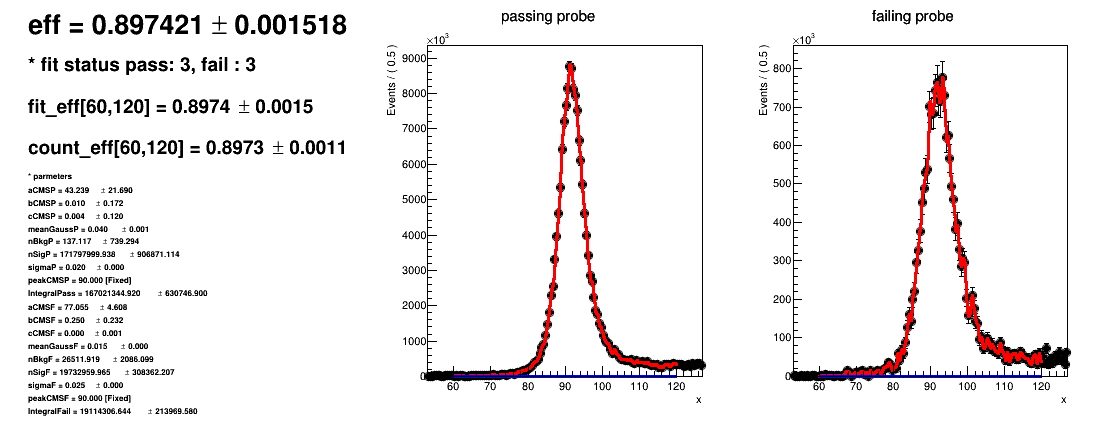 eff = 0.897421 ± 0.001518
* fit status pass: 3, fail : 3
fit_eff[60,120] = 0.8974 ± 0.0015
count_eff[60,120] = 0.8973 ± 0.0011
* parmeters
aCMSP = 43.239 ± 21.690
bCMSP = 0.010 ± 0.172
cCMSP = 0.004 ± 0.120
meanGaussP = 0.040 ± 0.001
nBkgP = 137.117 ± 739.294
nSigP = 171797999.938 ± 906871.114
sigmaP = 0.020 ± 0.000
peakCMSP = 90.000 [Fixed]
IntegralPass = 167021344.920 ± 630746.900
aCMSF = 77.055 ± 4.608
bCMSF = 0.250 ± 0.232
cCMSF = 0.000 ± 0.001
meanGaussF = 0.015 ± 0.000
nBkgF = 26511.919 ± 2086.099
nSigF = 19732959.965 ± 308362.207
sigmaF = 0.025 ± 0.000
peakCMSF = 90.000 [Fixed]
IntegralFail = 19114306.644 ± 213969.580
passing probe
×10³
Events / ( 0.5 )
9000
8000
7000
6000
5000
4000
3000
2000
1000
0
60 70 80 90 100 110 120
x
failing probe
×10³
Events / ( 0.5 )
800
700
600
500
400
300
200
100
0
60 70 80 90 100 110 120
x